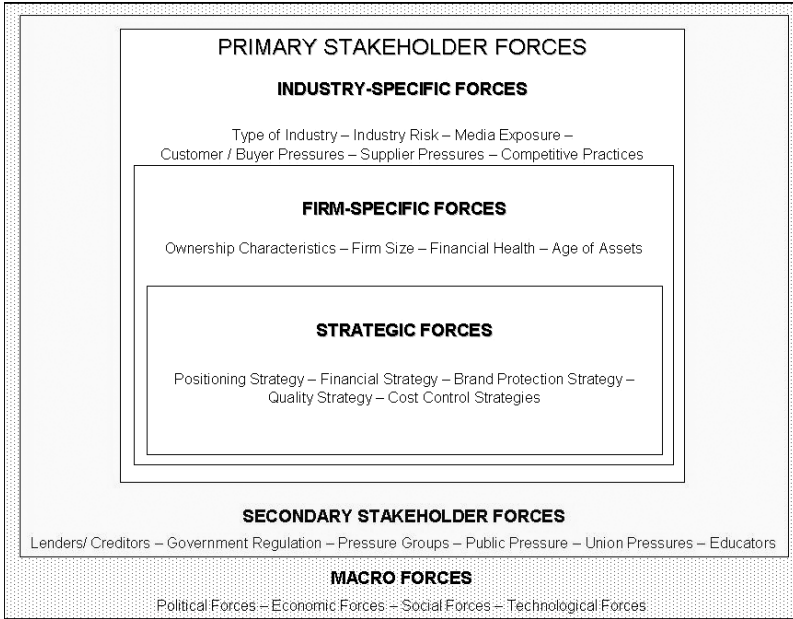 PRIMARY STAKEHOLDER FORCES
INDUSTRY-SPECIFIC FORCES
Type of Industry – Industry Risk – Media Exposure –
Customer / Buyer Pressures – Supplier Pressures – Competitive Practices
FIRM-SPECIFIC FORCES
Ownership Characteristics – Firm Size – Financial Health – Age of Assets
STRATEGIC FORCES
Positioning Strategy – Financial Strategy – Brand Protection Strategy –
Quality Strategy – Cost Control Strategies
SECONDARY STAKEHOLDER FORCES
Lenders/ Creditors – Government Regulation – Pressure Groups – Public Pressure – Union Pressures – Educators
MACRO FORCES
Political Forces – Economic Forces – Social Forces – Technological Forces